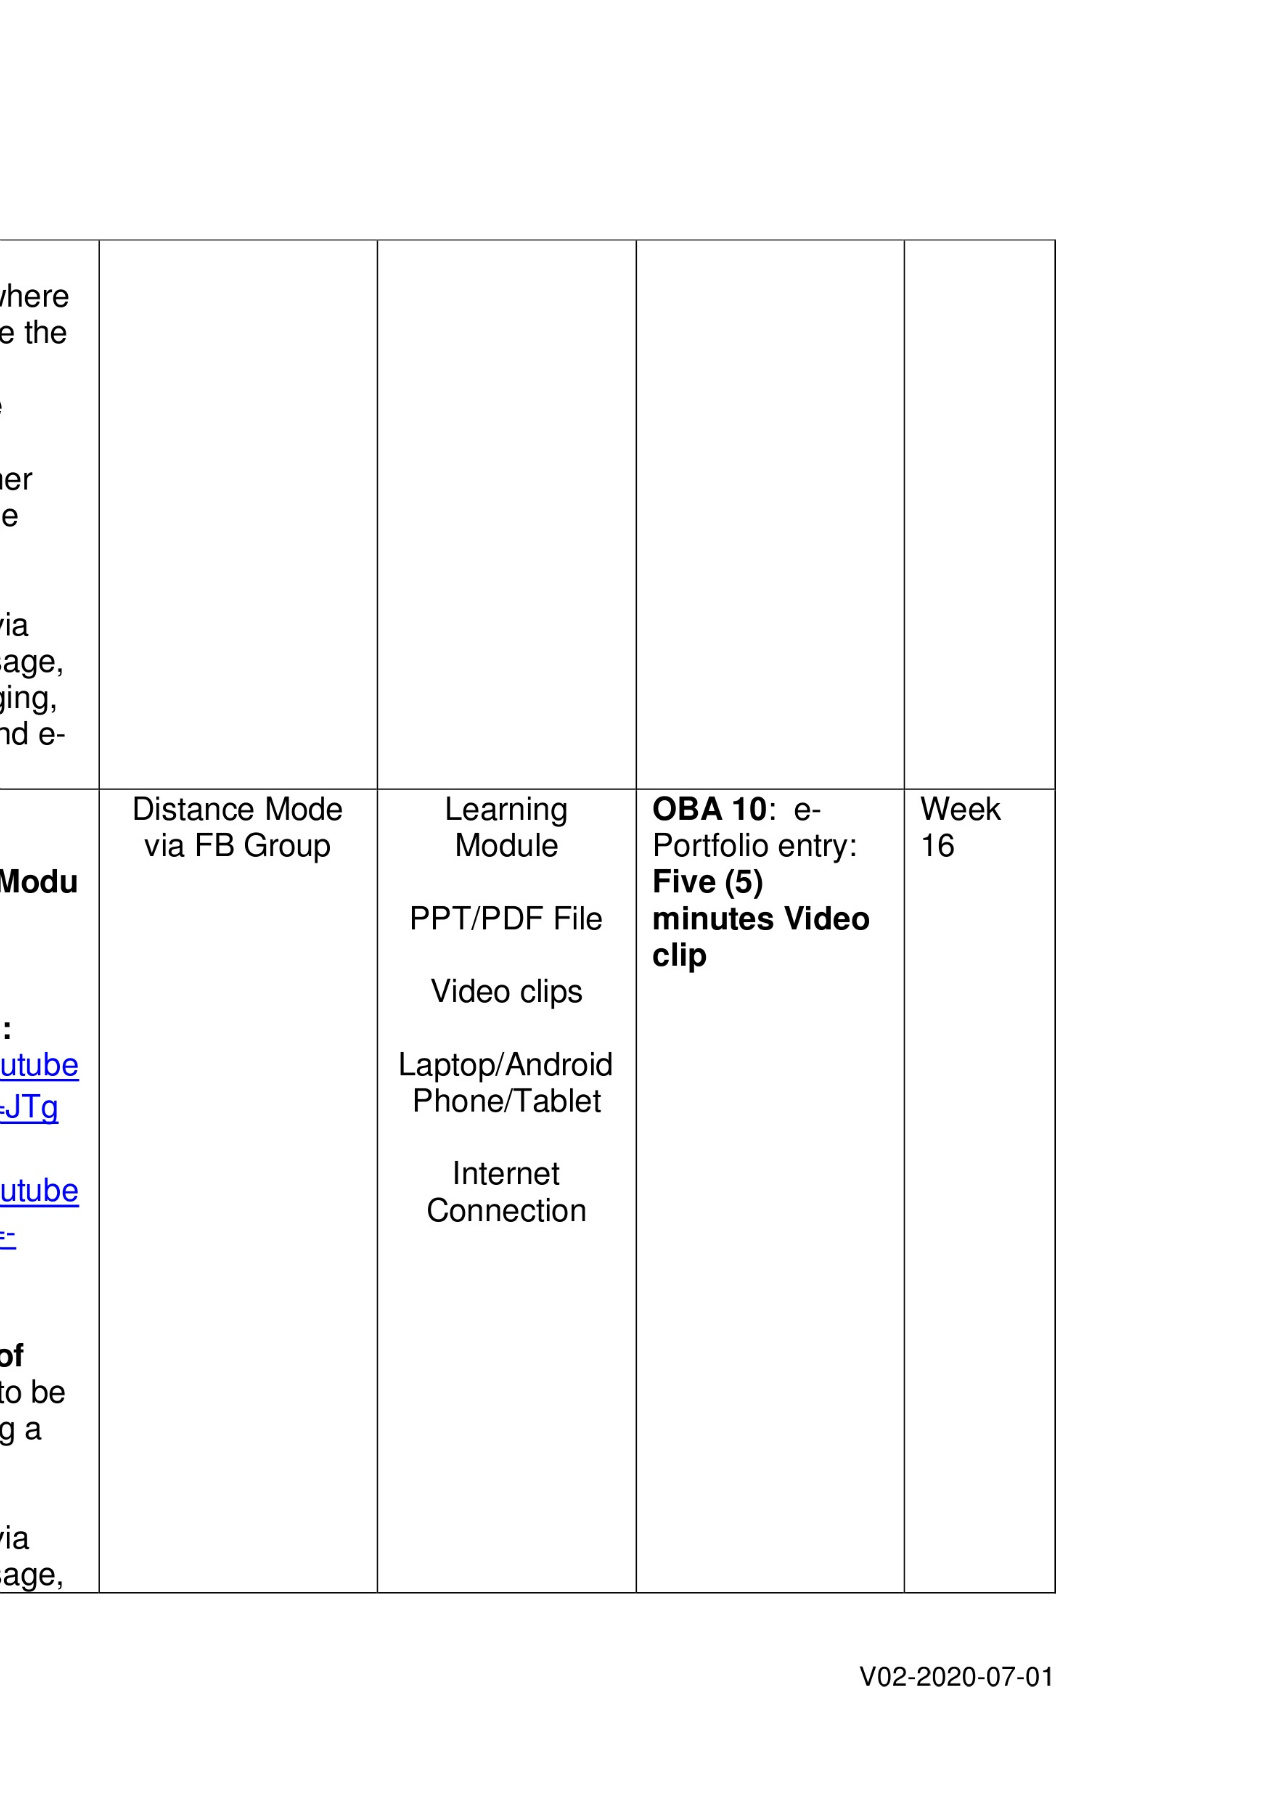 where
e the
e
her
e
via
sage,
ging,
nd e-
Modu
:
utube
=JTg
utube
=-
of
to be
g a
via
sage,
Distance Mode
via FB Group
Learning
Module
PPT/PDF File
Video clips
Laptop/Android
Phone/Tablet
Internet
Connection
OBA 10:  e-
Portfolio entry:
Five (5)
minutes Video
clip
Week
16
V02-2020-07-01